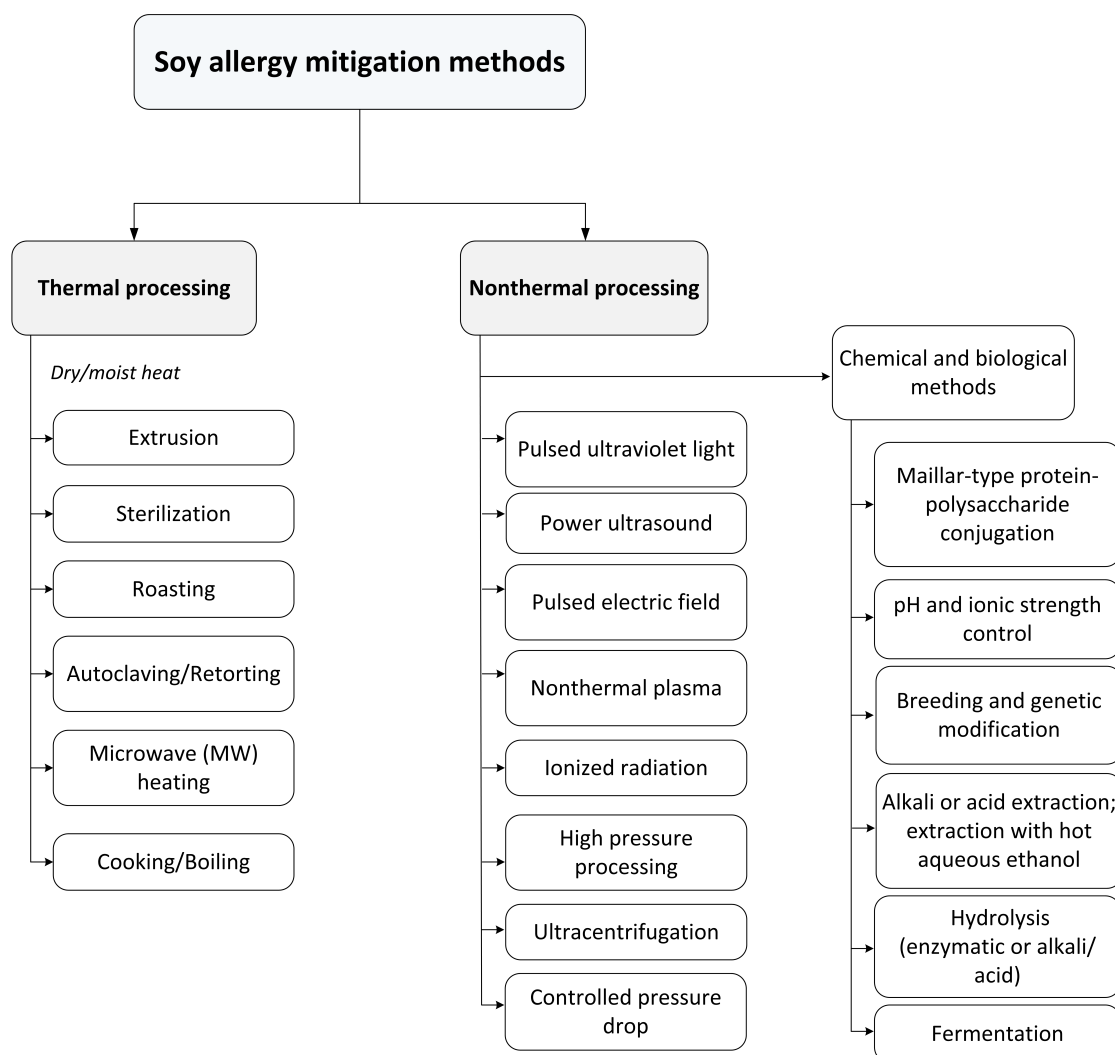 Soy allergy mitigation methods
Thermal processing
Dry/moist heat
Extrusion
Sterilization
Roasting
Autoclaving/Retorting
Microwave (MW)
heating
Cooking/Boiling
Nonthermal processing
Pulsed ultraviolet light
Power ultrasound
Pulsed electric field
Nonthermal plasma
Ionized radiation
High pressure
processing
Ultracentrifugation
Controlled pressure
drop
Chemical and biological
methods
Maillar-type protein-
polysaccharide
conjugation
pH and ionic strength
control
Breeding and genetic
modification
Alkali or acid extraction;
extraction with hot
aqueous ethanol
Hydrolysis
(enzymatic or alkali/
acid)
Fermentation